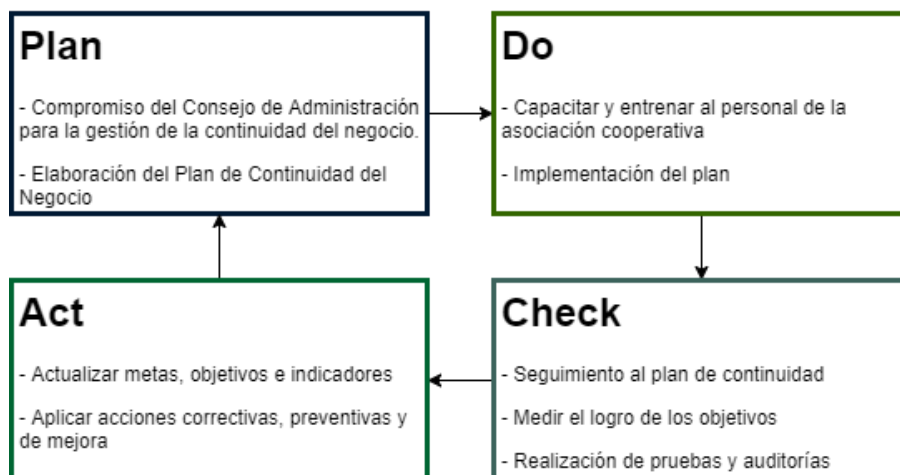 Plan
- Compromiso del Consejo de Administración
para la gestión de la continuidad del negocio.
- Elaboración del Plan de Continuidad del
Negocio
Do
- Capacitar y entrenar al personal de la
asociación cooperativa
- Implementación del plan
Act
- Actualizar metas, objetivos e indicadores
- Aplicar acciones correctivas, preventivas y
de mejora
Check
- Seguimiento al plan de continuidad
- Medir el logro de los objetivos
- Realización de pruebas y auditorías